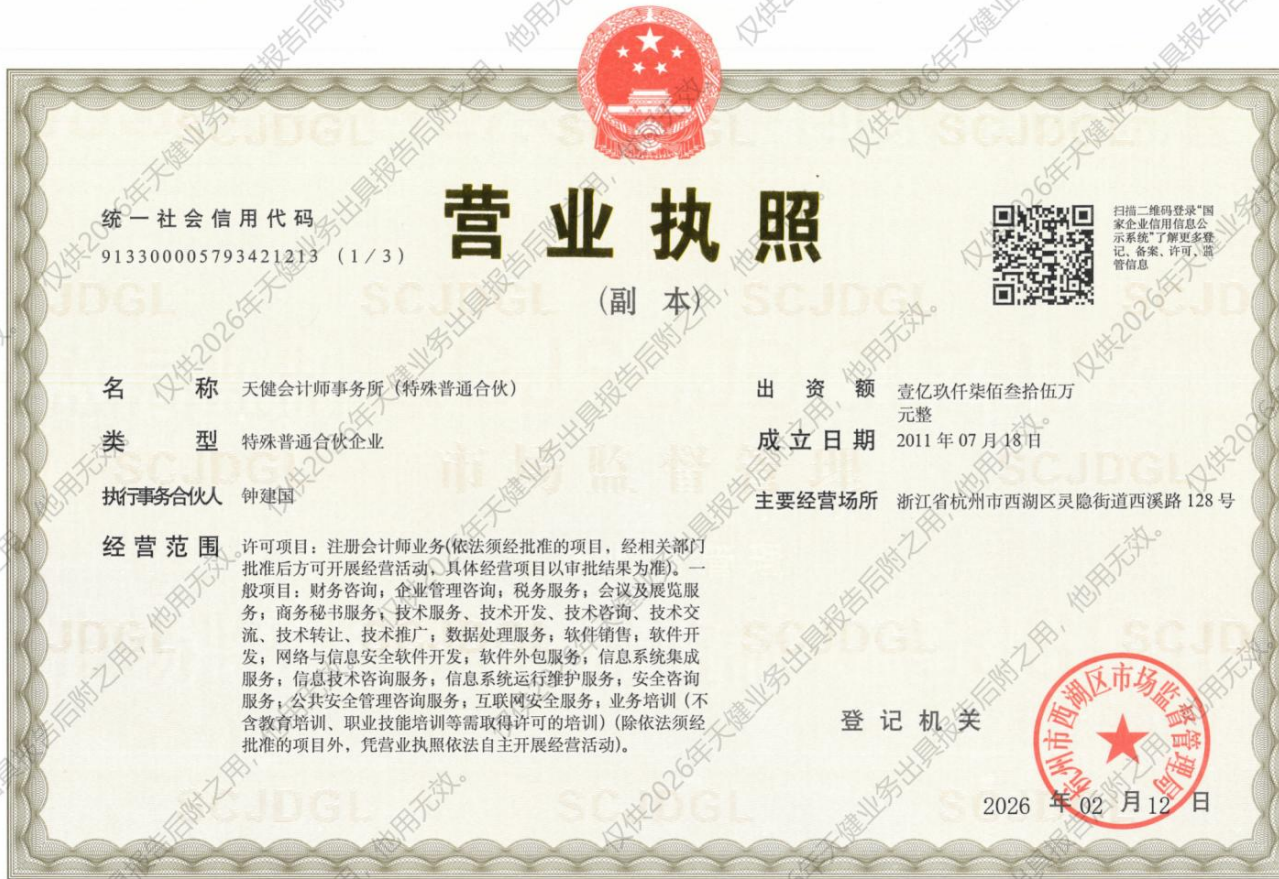 营业执照
(副 本)
统一社会信用代码
913300005793421213 (1/3)
扫描二维码登录"国
家企业信用信息公
示系统"了解更多登
记、备案、许可、监
管信息
名 称 天健会计师事务所（特殊普通合伙）
类 型 特殊普通合伙企业
执行事务合伙人 钟建国
经营范围 许可项目：注册会计师业务(依法须经批准的项目，经相关部门
批准后方可开展经营活动，具体经营项目以审批结果为准)。一
般项目：财务咨询；企业管理咨询；税务服务；会议及展览服
务；商务秘书服务；技术服务、技术开发、技术咨询、技术交
流、技术转让、技术推广；数据处理服务；软件销售；软件开
发；网络与信息安全软件开发；软件外包服务；信息系统集成
服务；信息技术咨询服务；信息系统运行维护服务；安全咨询
服务；公共安全管理咨询服务；互联网安全服务；业务培训（不
含教育培训、职业技能培训等需取得许可的培训）(除依法须经
批准的项目外，凭营业执照依法自主开展经营活动)。
出 资 额 壹亿玖仟柒佰叁拾伍万
元整
成立日期 2011 年 07 月 18 日
主要经营场所 浙江省杭州市西湖区灵隐街道西溪路 128 号
登记机关
杭州市西湖区市场监督管理局
2026 年 02 月 12 日
市场监督管理
SCJDGL
仅供2026年天健业务出具报告后附之用，他用无效。